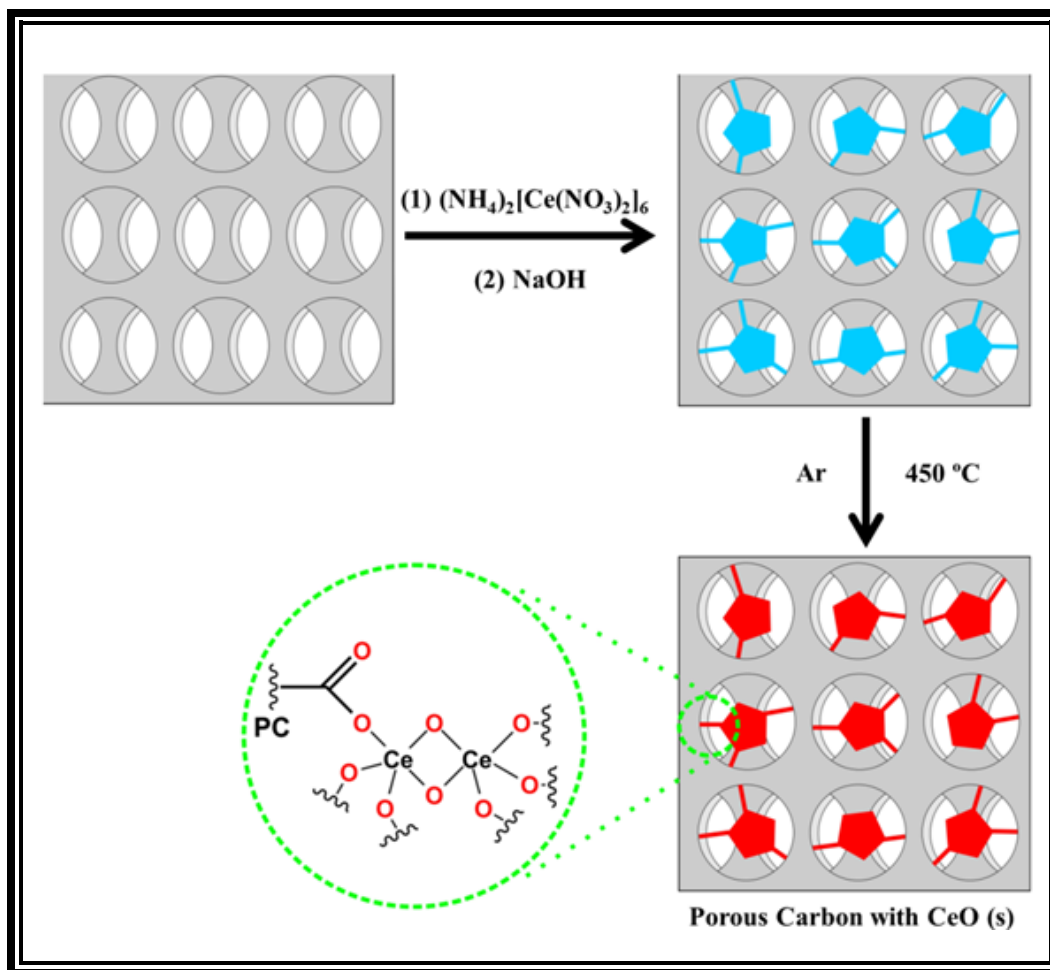 (1) (NH₄)₂[Ce(NO₃)₂]₆
(2) NaOH
Ar 450 ºC
O
PC
O
O
O
Ce
Ce
O
O
O
O
O
Porous Carbon with CeO (s)